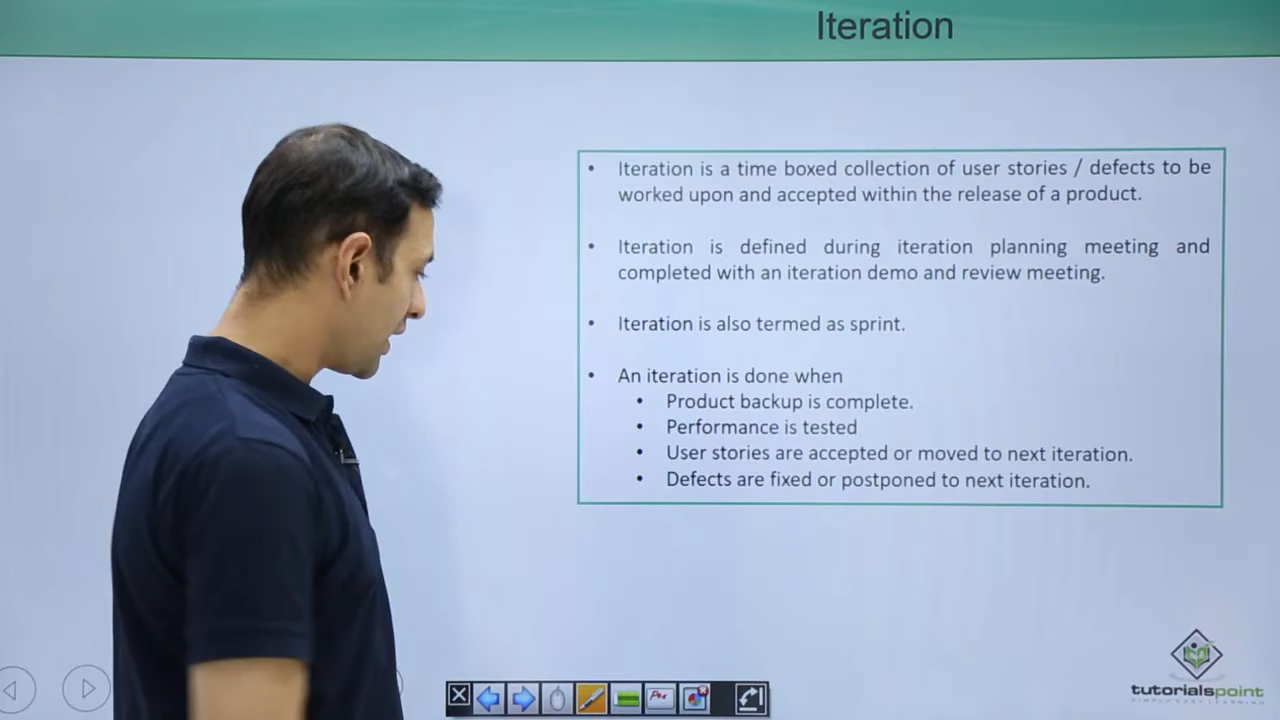 Iteration
• Iteration is a time boxed collection of user stories / defects to be
worked upon and accepted within the release of a product.
• Iteration is defined during iteration planning meeting and
completed with an iteration demo and review meeting.
• Iteration is also termed as sprint.
• An iteration is done when
• Product backup is complete.
• Performance is tested
• User stories are accepted or moved to next iteration.
• Defects are fixed or postponed to next iteration.
tutorialspoint
SIMPLY EASY LEARNING